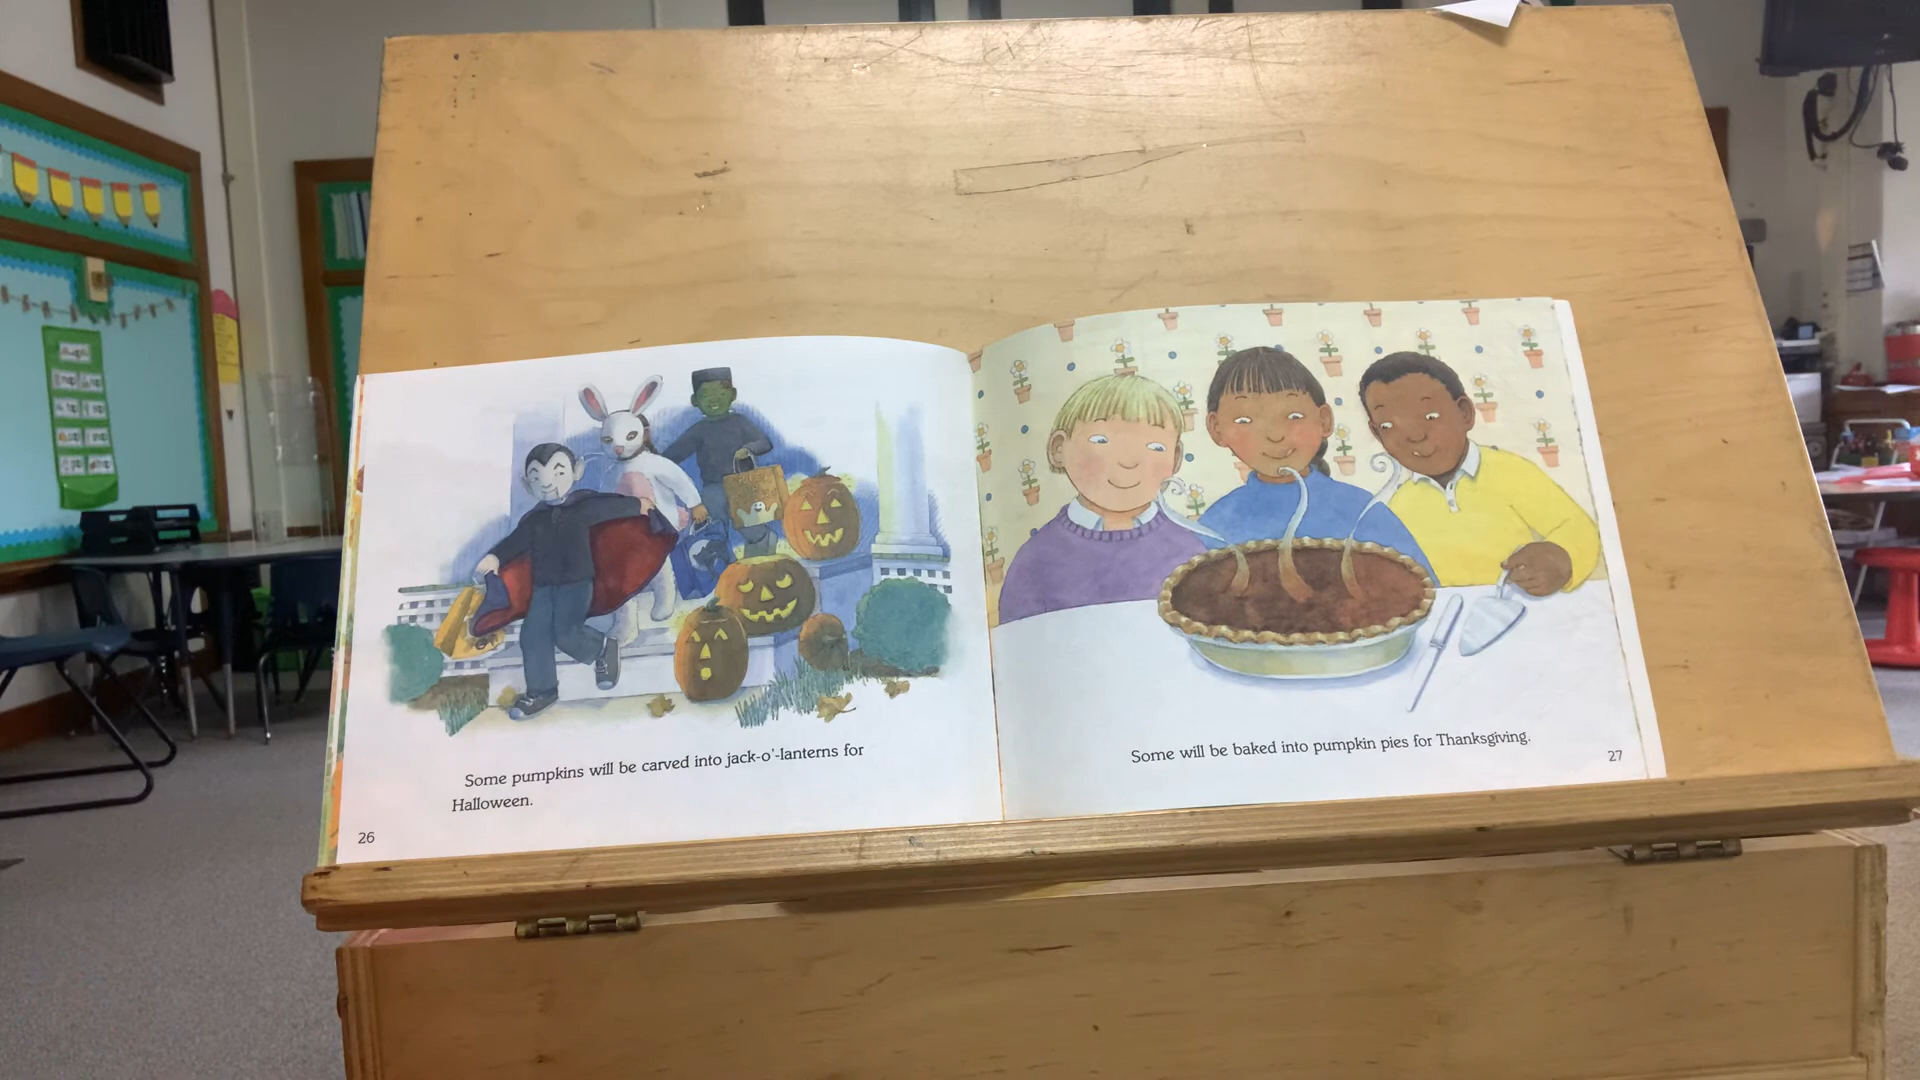 Some pumpkins will be carved into jack-o'-lanterns for
Halloween.
26
Some will be baked into pumpkin pies for Thanksgiving.
27